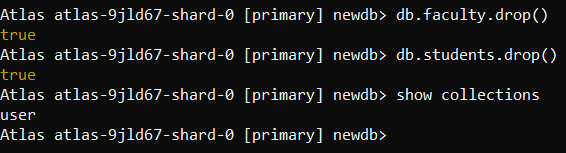 Atlas atlas-9jld67-shard-0 [primary] newdb> db.faculty.drop()
true
Atlas atlas-9jld67-shard-0 [primary] newdb> db.students.drop()
true
Atlas atlas-9jld67-shard-0 [primary] newdb> show collections
user
Atlas atlas-9jld67-shard-0 [primary] newdb>